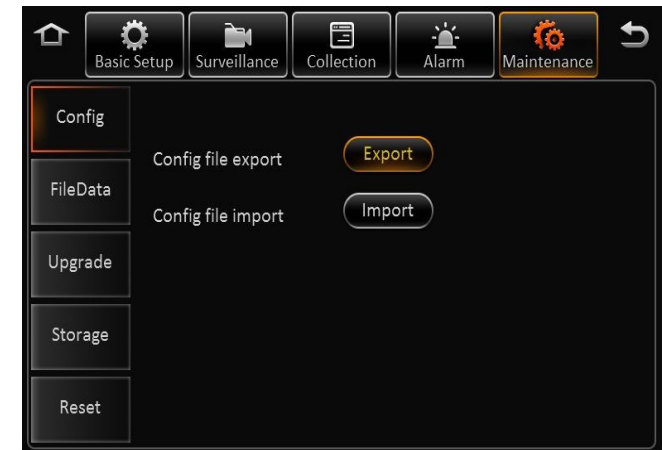 Basic Setup
Surveillance
Collection
Alarm
Maintenance
Config
FileData
Upgrade
Storage
Reset
Config file export
Export
Config file import
Import